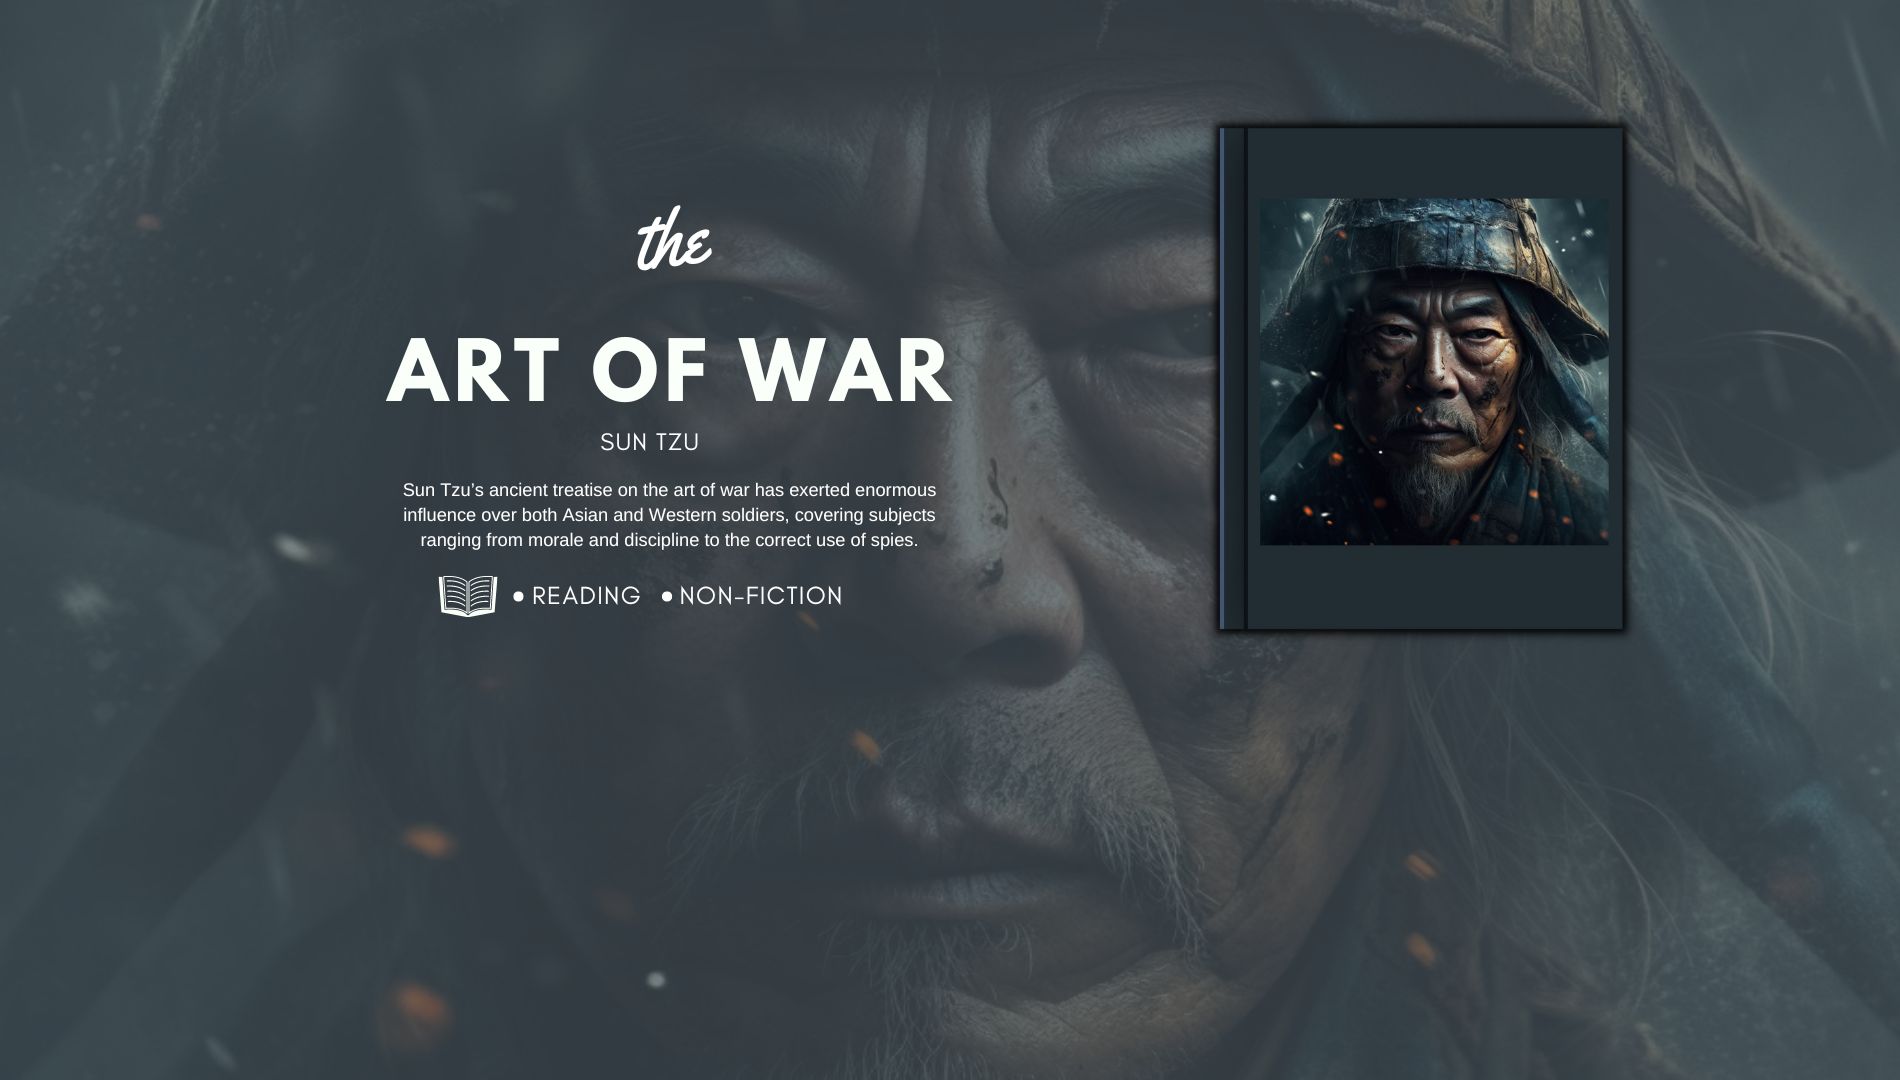 the
ART OF WAR
SUN TZU
Sun Tzu’s ancient treatise on the art of war has exerted enormous
influence over both Asian and Western soldiers, covering subjects
ranging from morale and discipline to the correct use of spies.
• READING • NON-FICTION